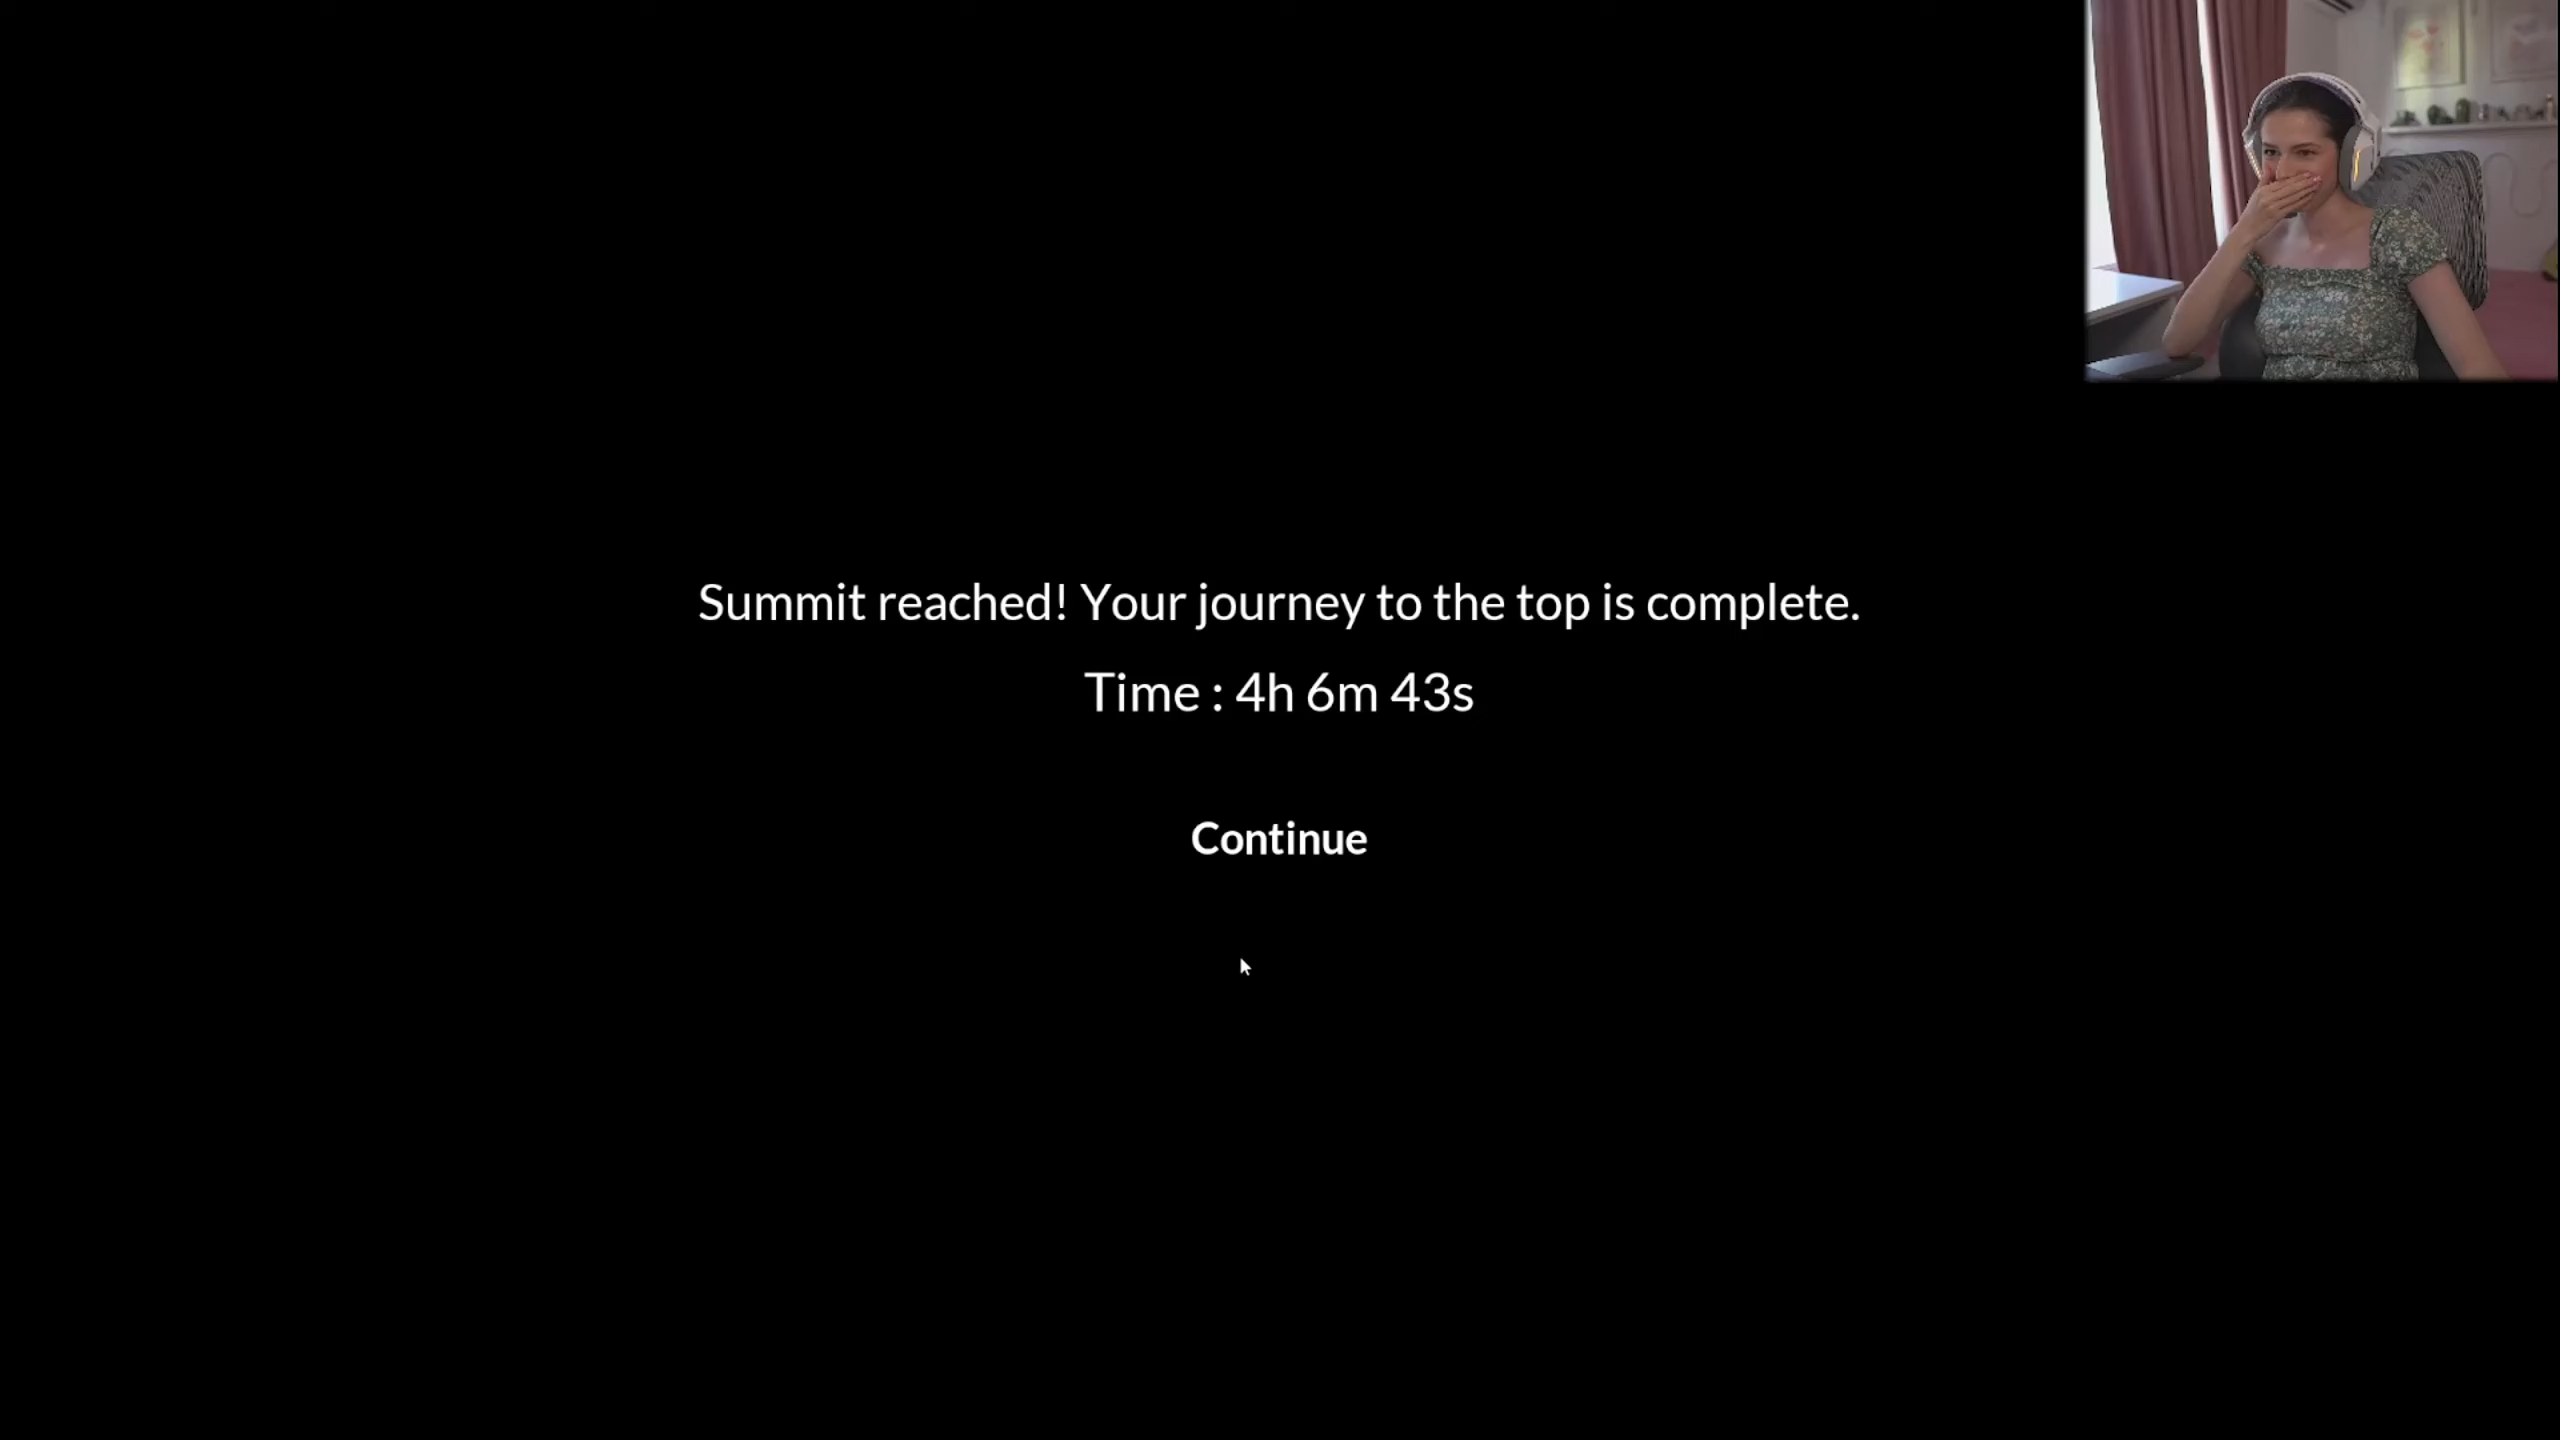 Summit reached! Your journey to the top is complete.
Time : 4h 6m 43s
Continue